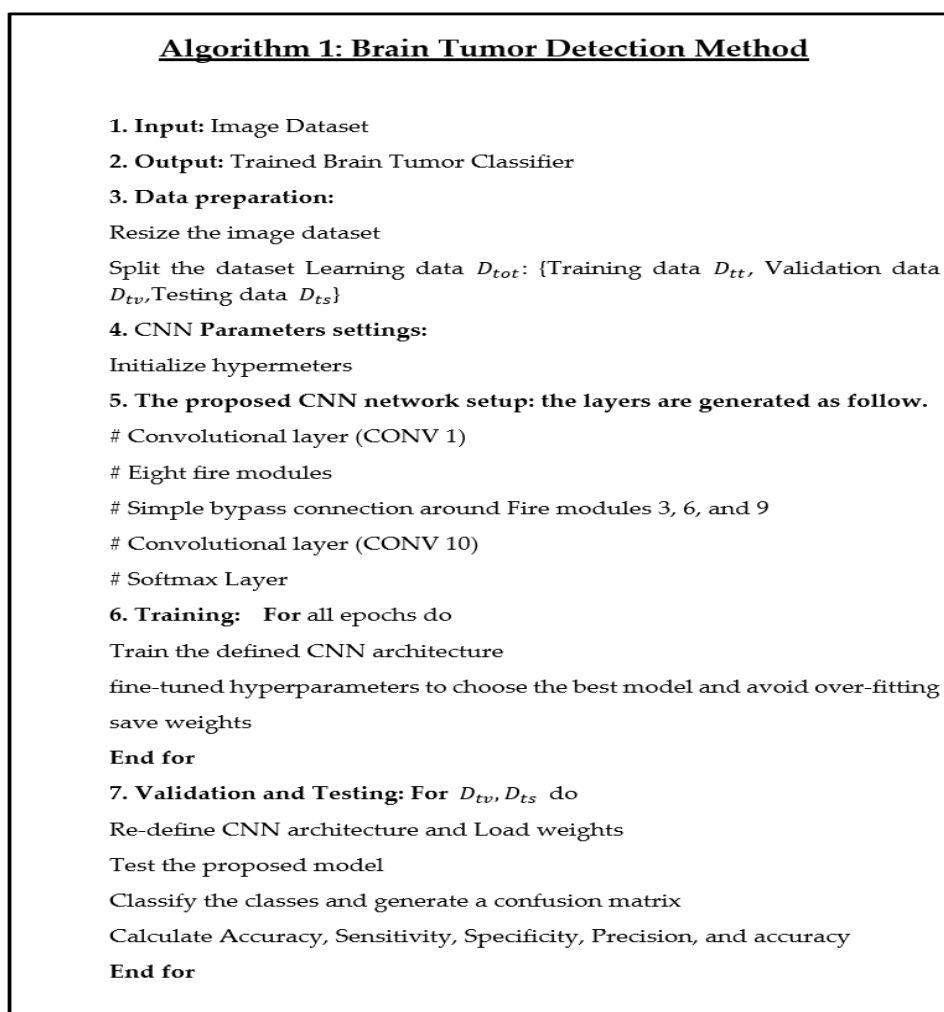 Algorithm 1: Brain Tumor Detection Method
1. Input: Image Dataset
2. Output: Trained Brain Tumor Classifier
3. Data preparation:
Resize the image dataset
Split the dataset Learning data D_tot: {Training data D_tt, Validation data
D_tv,Testing data D_ts}
4. CNN Parameters settings:
Initialize hypermeters
5. The proposed CNN network setup: the layers are generated as follow.
# Convolutional layer (CONV 1)
# Eight fire modules
# Simple bypass connection around Fire modules 3, 6, and 9
# Convolutional layer (CONV 10)
# Softmax Layer
6. Training: For all epochs do
Train the defined CNN architecture
fine-tuned hyperparameters to choose the best model and avoid over-fitting
save weights
End for
7. Validation and Testing: For D_tv, D_ts do
Re-define CNN architecture and Load weights
Test the proposed model
Classify the classes and generate a confusion matrix
Calculate Accuracy, Sensitivity, Specificity, Precision, and accuracy
End for